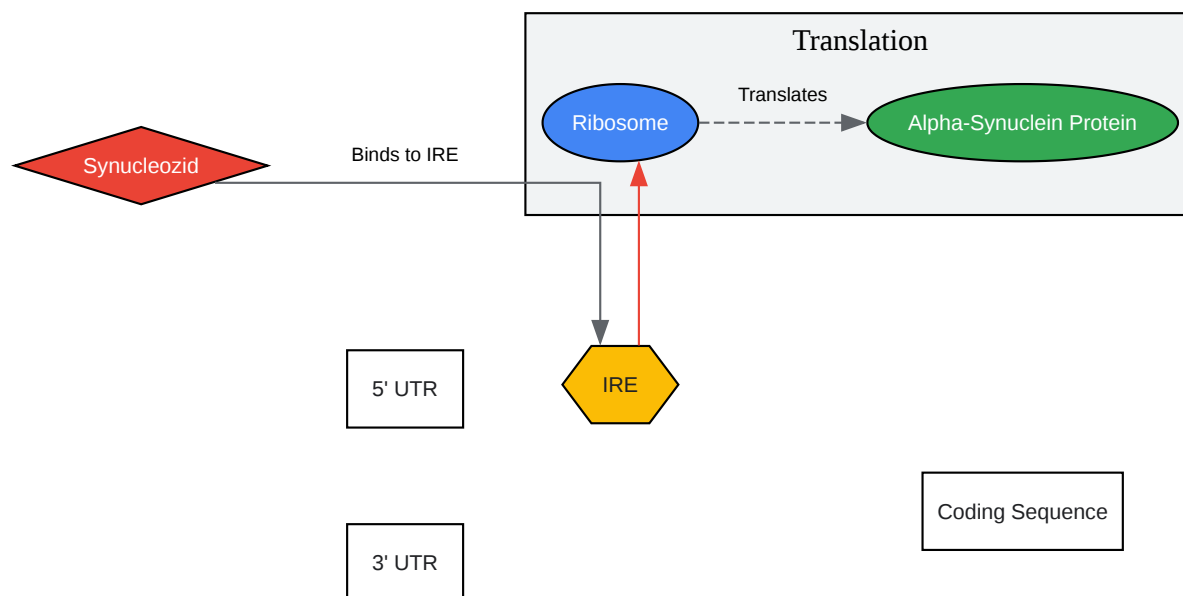 Translation
Ribosome
Translates
Alpha-Synuclein Protein
Synucleozid
Binds to IRE
5' UTR
IRE
Coding Sequence
3' UTR